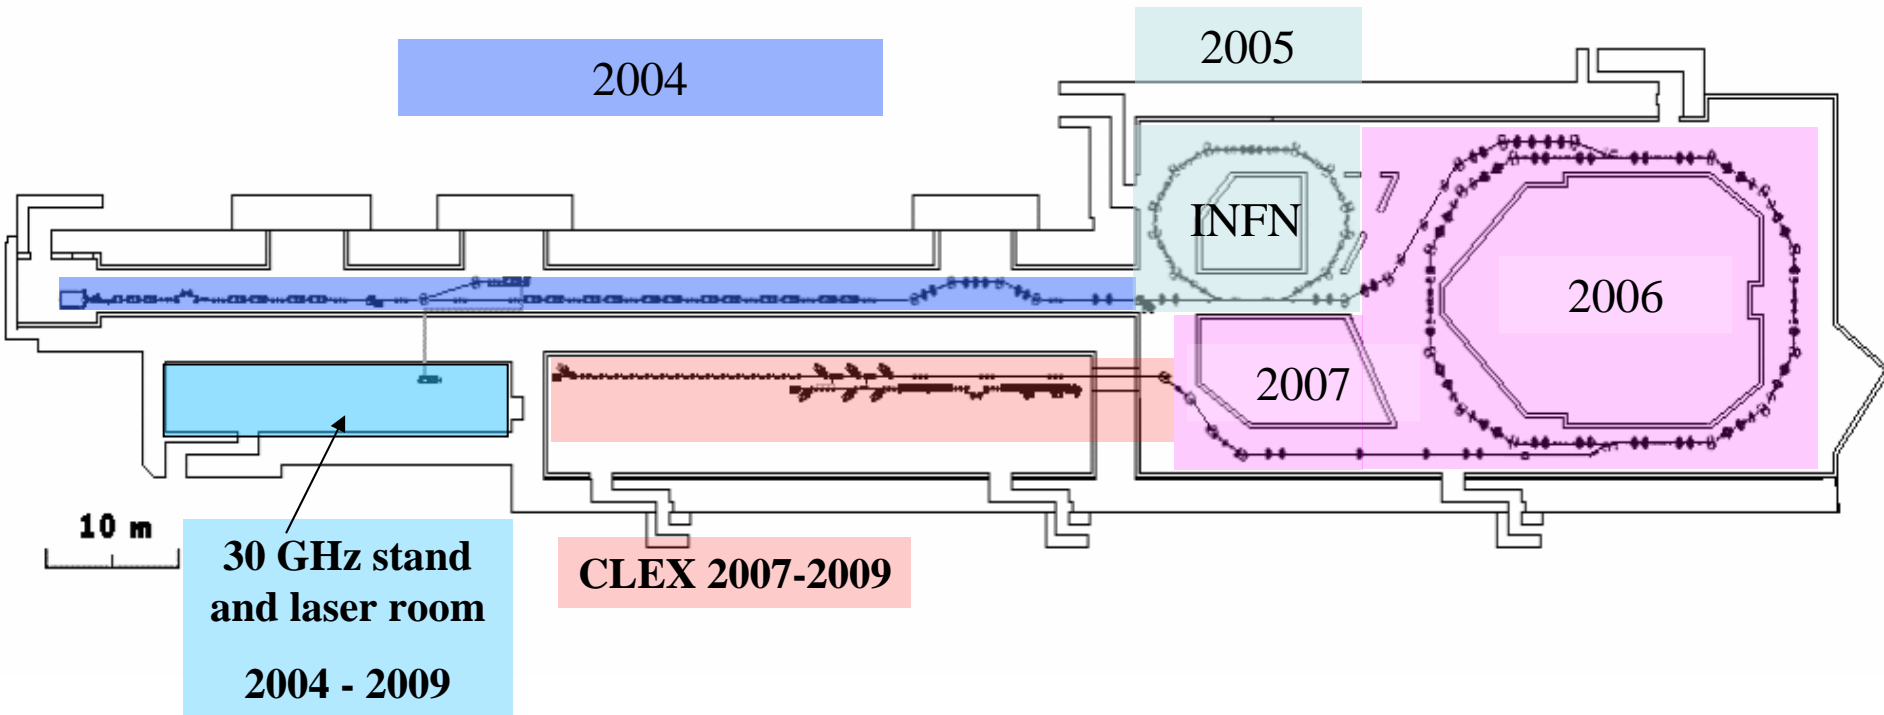 2004
2005
INFN
2006
2007
10 m
30 GHz stand
and laser room
2004 - 2009
CLEX 2007-2009